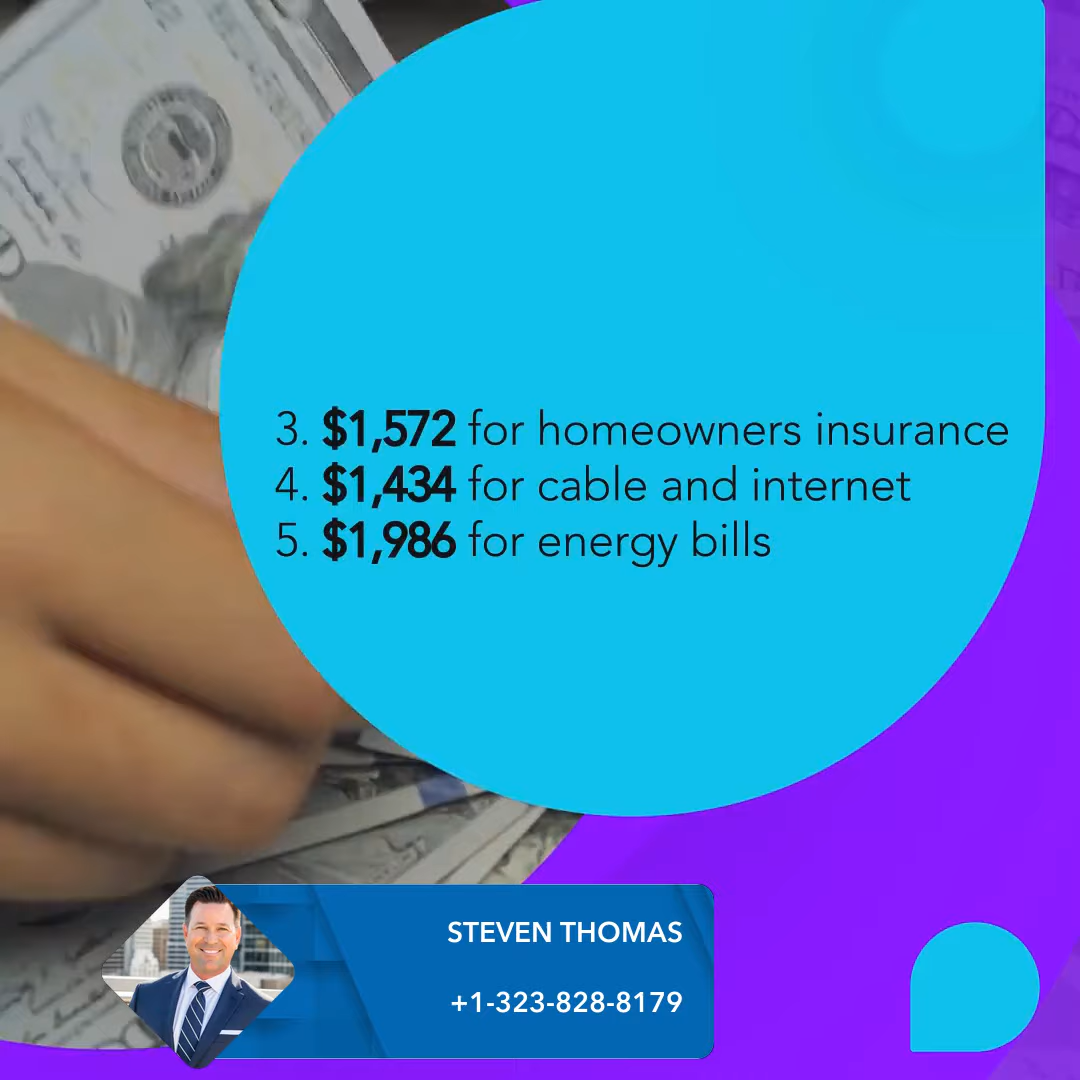 3. $1,572 for homeowners insurance
4. $1,434 for cable and internet
5. $1,986 for energy bills
STEVEN THOMAS
+1-323-828-8179